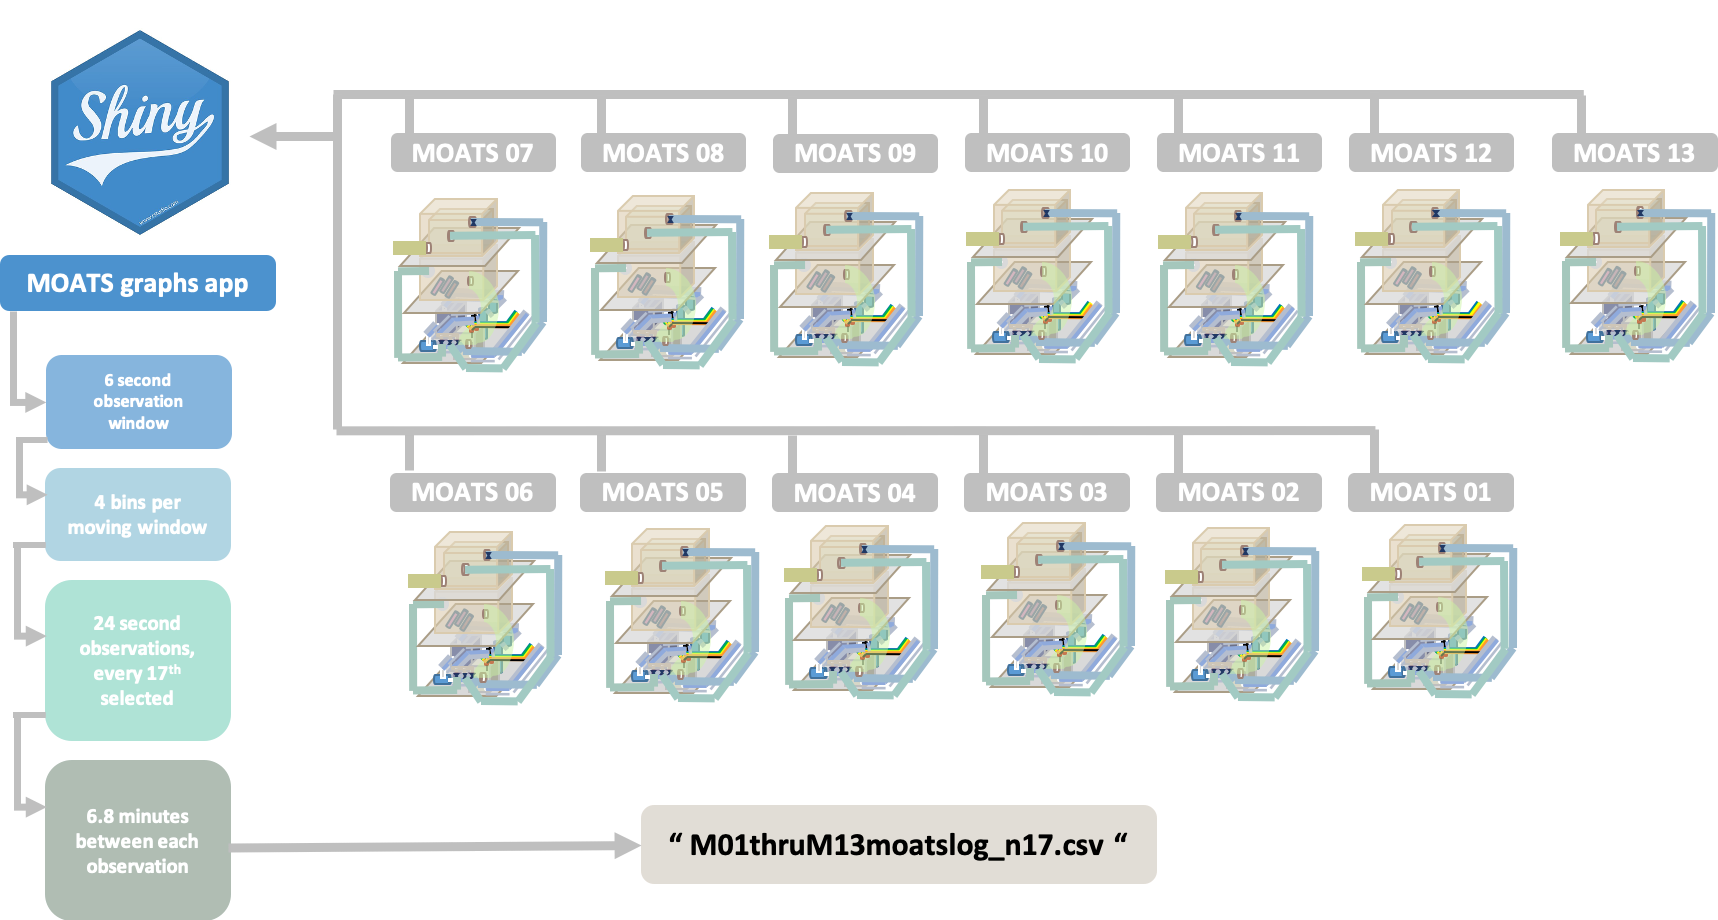 Shiny
MOATS 07
MOATS 08
MOATS 09
MOATS 10
MOATS 11
MOATS 12
MOATS 13
MOATS graphs app
6 second
observation
window
4 bins per
moving window
24 second
observations,
every 17th
selected
6.8 minutes
between each
observation
MOATS 06
MOATS 05
MOATS 04
MOATS 03
MOATS 02
MOATS 01
“ M01thruM13moatslog_n17.csv “